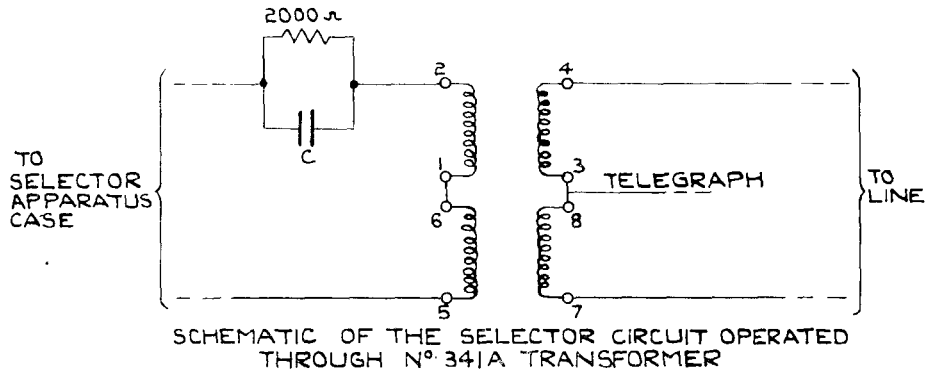 2000 Ω
C
2
4
1
3
6
8
5
7
TO
SELECTOR
APPARATUS
CASE
TELEGRAPH
TO
LINE
SCHEMATIC OF THE SELECTOR CIRCUIT OPERATED
THROUGH Nº 341A TRANSFORMER